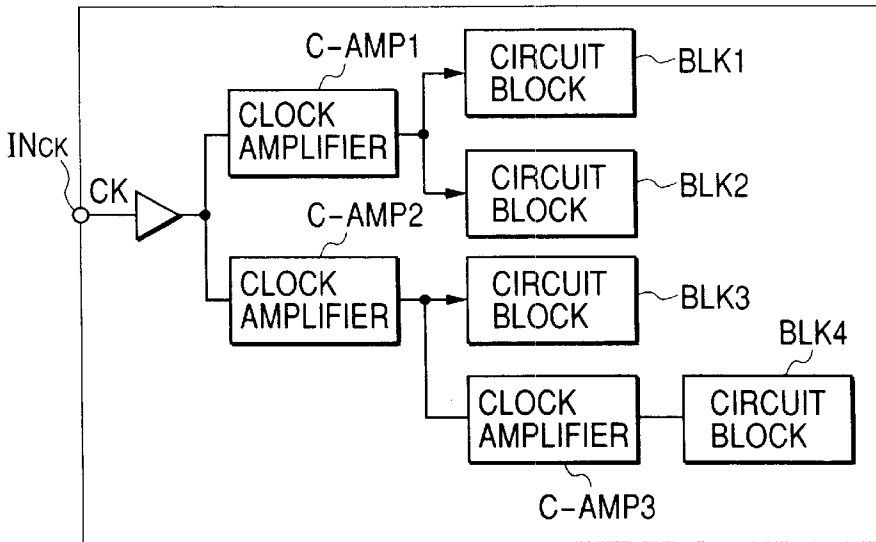 C-AMP1
CIRCUIT
BLOCK
BLK1
CLOCK
AMPLIFIER
INCK
CK
CIRCUIT
BLOCK
BLK2
C-AMP2
CLOCK
AMPLIFIER
CIRCUIT
BLOCK
BLK3
BLK4
CLOCK
AMPLIFIER
CIRCUIT
BLOCK
C-AMP3